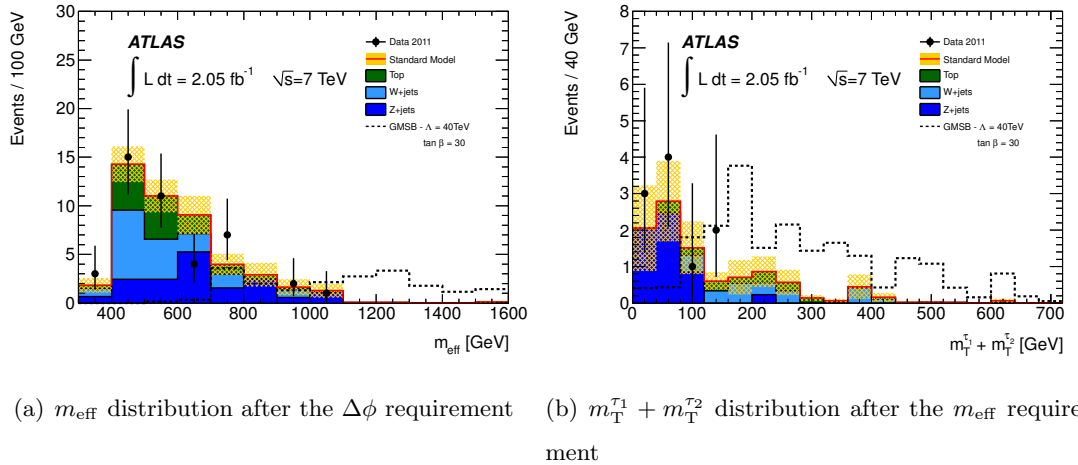 Events / 100 GeV
30
25
20
15
10
5
0
ATLAS
∫ L dt = 2.05 fb⁻¹ √s=7 TeV
Data 2011
Standard Model
Top
W+jets
Z+jets
GMSB - Λ = 40TeV
tan β = 30
400 600 800 1000 1200 1400 1600
m_eff [GeV]
Events / 40 GeV
8
7
6
5
4
3
2
1
0
ATLAS
∫ L dt = 2.05 fb⁻¹ √s=7 TeV
Data 2011
Standard Model
Top
W+jets
Z+jets
GMSB - Λ = 40TeV
tan β = 30
0 100 200 300 400 500 600 700
m_T^τ₁ + m_T^τ₂ [GeV]
(a) m_eff distribution after the Δϕ requirement
(b) m_T^τ₁ + m_T^τ₂ distribution after the m_eff require
ment